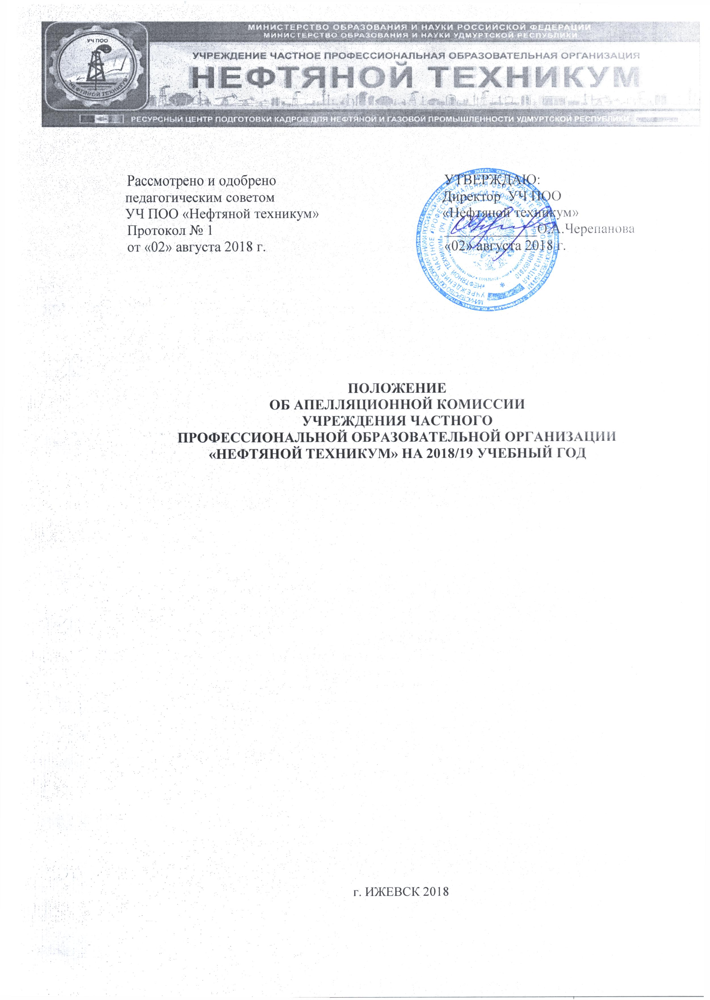 МИНИСТЕРСТВО ОБРАЗОВАНИЯ И НАУКИ РОССИЙСКОЙ ФЕДЕРАЦИИ
МИНИСТЕРСТВО ОБРАЗОВАНИЯ И НАУКИ УДМУРТСКОЙ РЕСПУБЛИКИ
УЧ ПОО
«НЕФТЯНОЙ ТЕХНИКУМ»
УЧРЕЖДЕНИЕ ЧАСТНОЕ ПРОФЕССИОНАЛЬНАЯ ОБРАЗОВАТЕЛЬНАЯ ОРГАНИЗАЦИЯ
НЕФТЯНОЙ ТЕХНИКУМ
РЕСУРСНЫЙ ЦЕНТР ПОДГОТОВКИ КАДРОВ ДЛЯ НЕФТЯНОЙ И ГАЗОВОЙ ПРОМЫШЛЕННОСТИ УДМУРТСКОЙ РЕСПУБЛИКИ
Рассмотрено и одобрено
педагогическим советом
УЧ ПОО «Нефтяной техникум»
Протокол № 1
от «02» августа 2018 г.
УТВЕРЖДАЮ:
Директор УЧ ПОО
«Нефтяной техникум»
О.А.Черепанова
«02» августа 2018 г.
ПОЛОЖЕНИЕ
ОБ АПЕЛЛЯЦИОННОЙ КОМИССИИ
УЧРЕЖДЕНИЯ ЧАСТНОГО
ПРОФЕССИОНАЛЬНОЙ ОБРАЗОВАТЕЛЬНОЙ ОРГАНИЗАЦИИ
«НЕФТЯНОЙ ТЕХНИКУМ» НА 2018/19 УЧЕБНЫЙ ГОД
г. ИЖЕВСК 2018